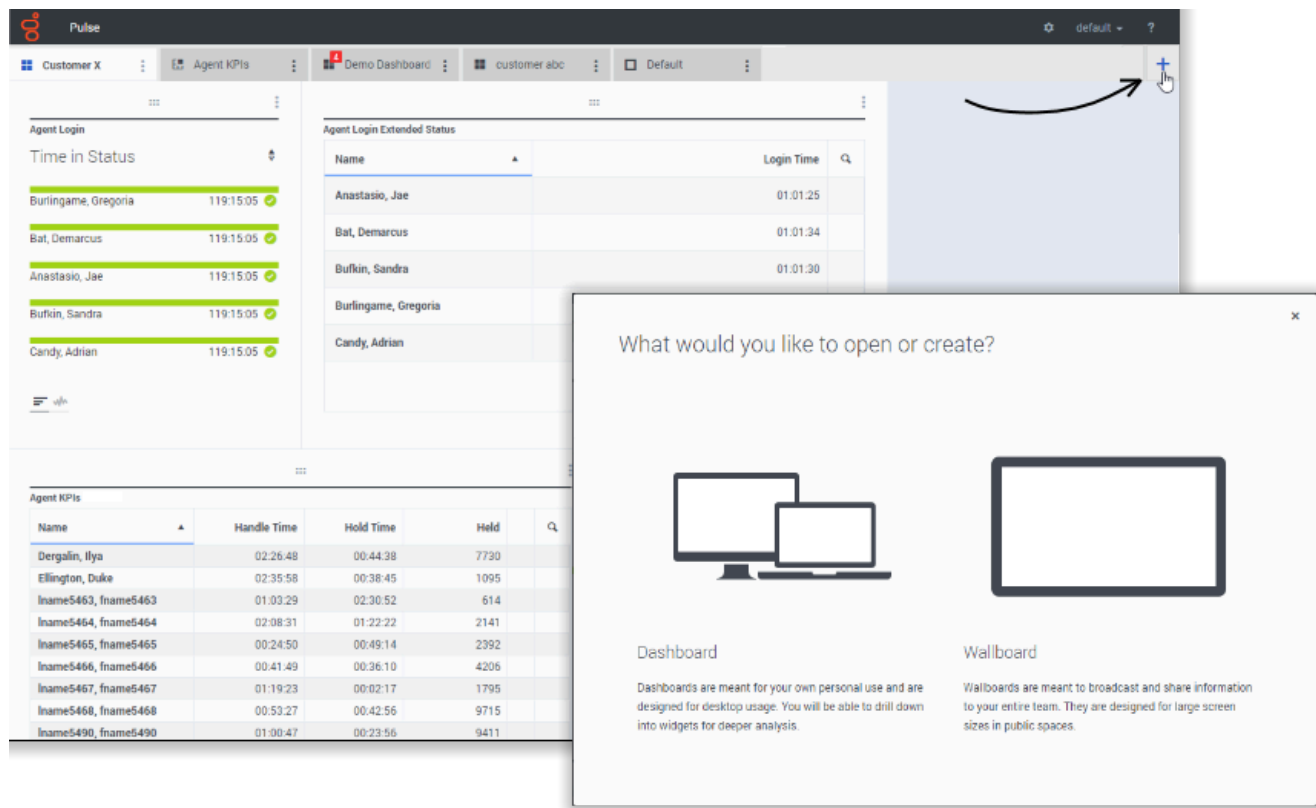 Pulse
default
?
Customer X
Agent KPIs
Demo Dashboard
customer abc
Default
Agent Login
Time in Status
Burlingame, Gregoria 119:15:05
Bat, Demarcus 119:15:05
Anastasio, Jae 119:15:05
Bufkin, Sandra 119:15:05
Candy, Adrian 119:15:05
Agent Login Extended Status
Name Login Time
Anastasio, Jae 01:01:25
Bat, Demarcus 01:01:34
Bufkin, Sandra 01:01:30
Burlingame, Gregoria
Candy, Adrian
Agent KPIs
Name Handle Time Hold Time Held
Dergalin, Ilya 02:26:48 00:44:38 7730
Ellington, Duke 02:35:58 00:38:45 1095
lname5463, fname5463 01:03:29 02:30:52 614
lname5464, fname5464 02:08:31 01:22:22 2141
lname5465, fname5465 00:24:50 00:49:14 2392
lname5466, fname5466 00:41:49 00:36:10 4206
lname5467, fname5467 01:19:23 00:02:17 1795
lname5468, fname5468 00:53:27 00:42:56 9715
lname5490, fname5490 01:00:47 00:23:56 9411
What would you like to open or create?
Dashboard
Dashboards are meant for your own personal use and are
designed for desktop usage. You will be able to drill down
into widgets for deeper analysis.
Wallboard
Wallboards are meant to broadcast and share information
to your entire team. They are designed for large screen
sizes in public spaces.